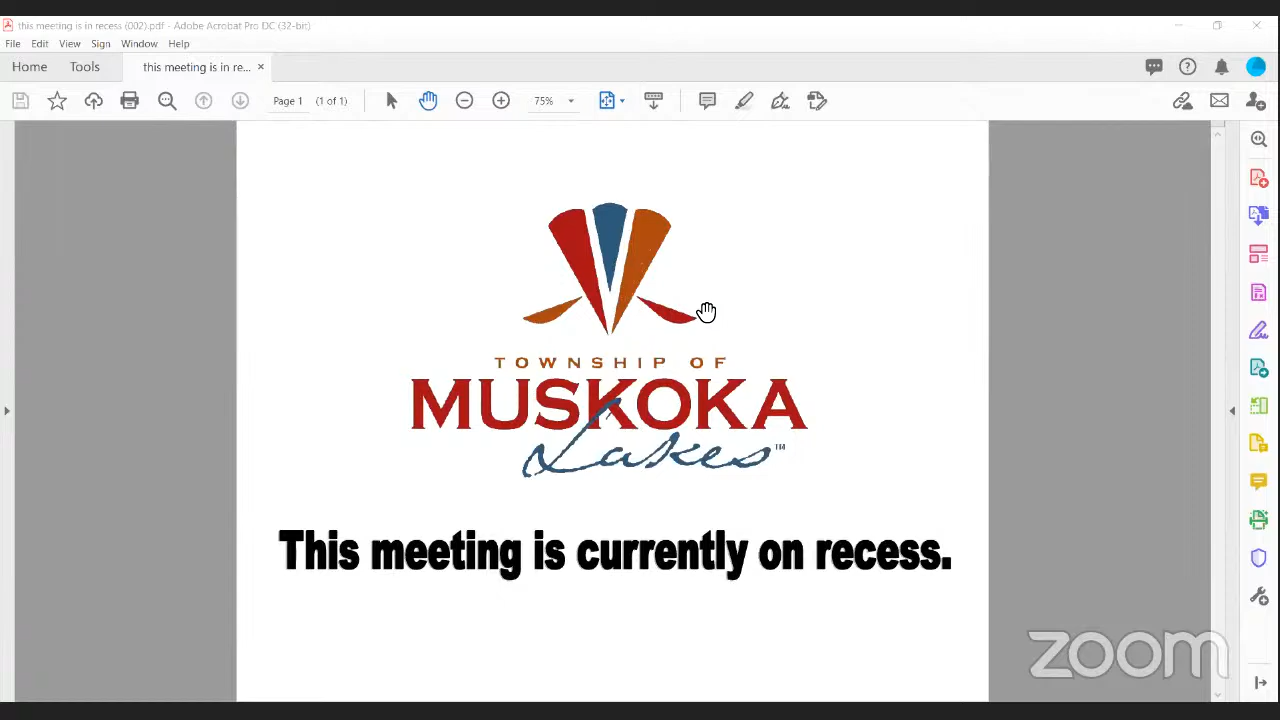 this meeting is in recess (002).pdf - Adobe Acrobat Pro DC (32-bit)
File Edit View Sign Window Help
Home Tools this meeting is in re... ×
Page 1 (1 of 1) 75%
TOWNSHIP OF
MUSKOKA
Lakes™
This meeting is currently on recess.
zoom